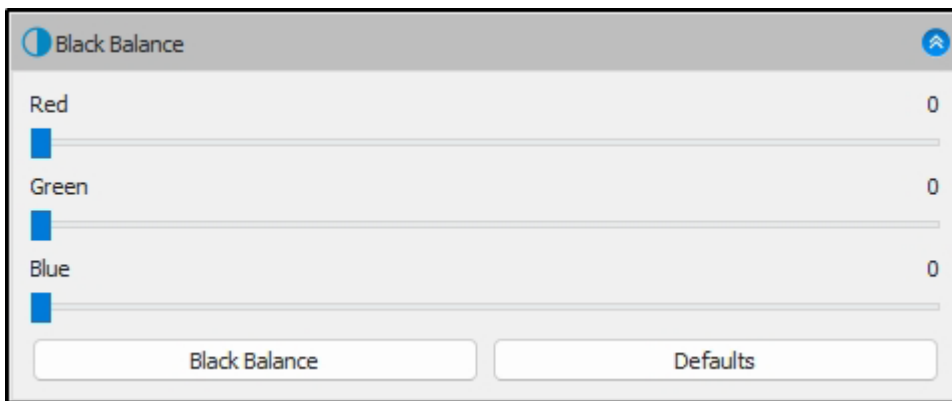 Black Balance
Red 0
Green 0
Blue 0
Black Balance Defaults